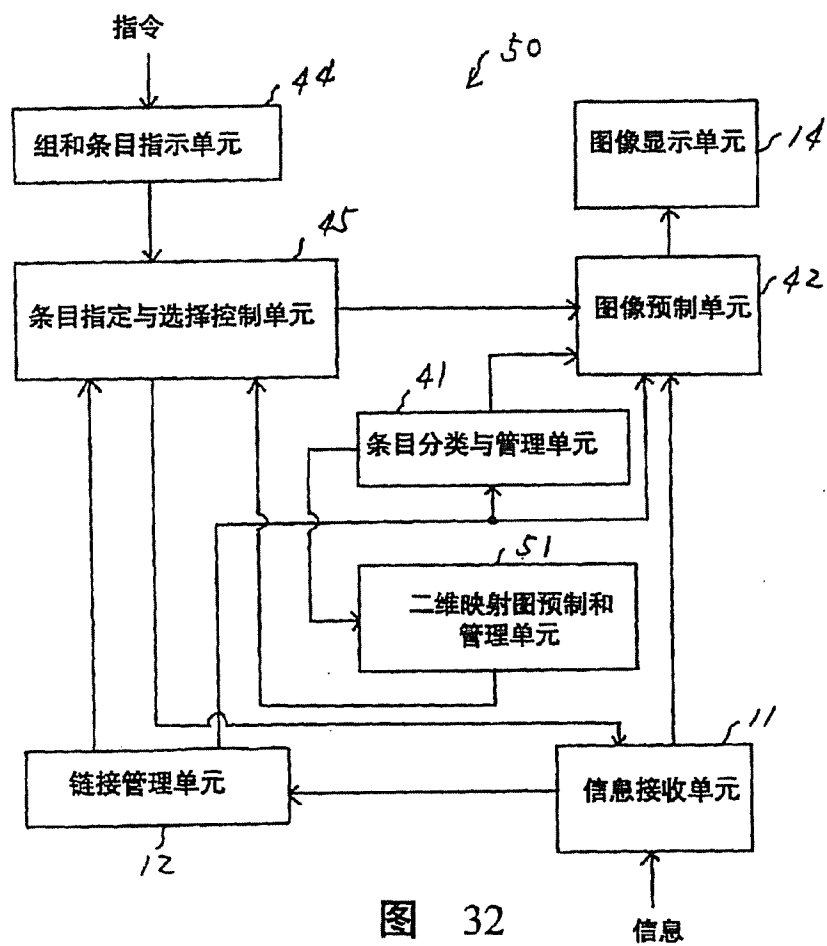 指令
50
44
组和条目指示单元
图像显示单元
14
45
条目指定与选择控制单元
图像预制单元
42
41
条目分类与管理单元
51
二维映射图预制和
管理单元
11
链接管理单元
信息接收单元
12
图 32
信息